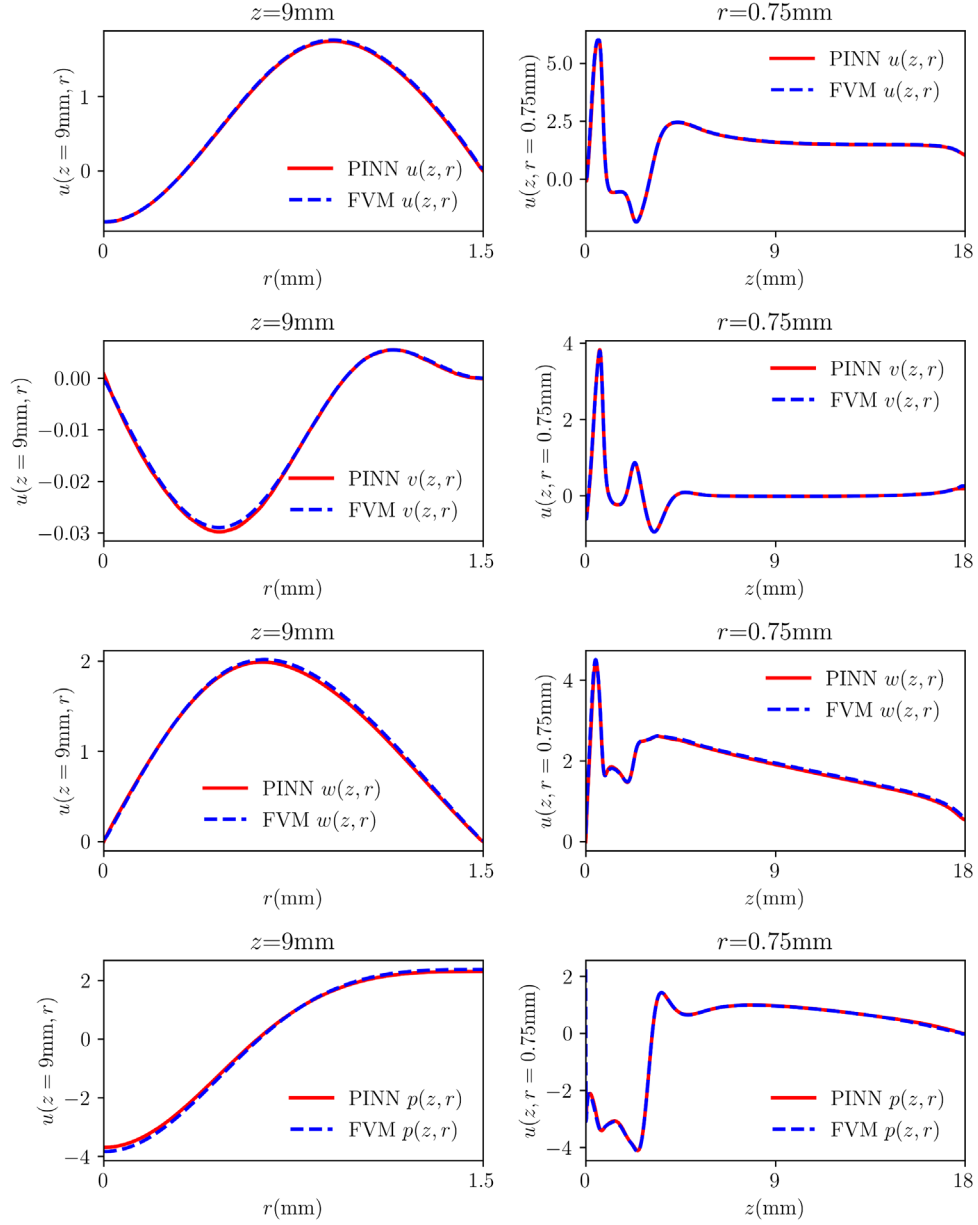 z=9mm
u(z = 9mm, r)
1
0
PINN u(z, r)
FVM u(z, r)
0
1.5
r(mm)
r=0.75mm
u(z, r = 0.75mm)
5.0
2.5
0.0
PINN u(z, r)
FVM u(z, r)
0
9
18
z(mm)
z=9mm
u(z = 9mm, r)
0.00
−0.01
−0.02
−0.03
PINN v(z, r)
FVM v(z, r)
0
1.5
r(mm)
r=0.75mm
u(z, r = 0.75mm)
4
2
0
PINN v(z, r)
FVM v(z, r)
0
9
18
z(mm)
z=9mm
u(z = 9mm, r)
2
1
0
PINN w(z, r)
FVM w(z, r)
0
1.5
r(mm)
r=0.75mm
u(z, r = 0.75mm)
4
2
0
PINN w(z, r)
FVM w(z, r)
0
9
18
z(mm)
z=9mm
u(z = 9mm, r)
2
0
−2
−4
PINN p(z, r)
FVM p(z, r)
0
1.5
r(mm)
r=0.75mm
u(z, r = 0.75mm)
2
0
−2
−4
PINN p(z, r)
FVM p(z, r)
0
9
18
z(mm)